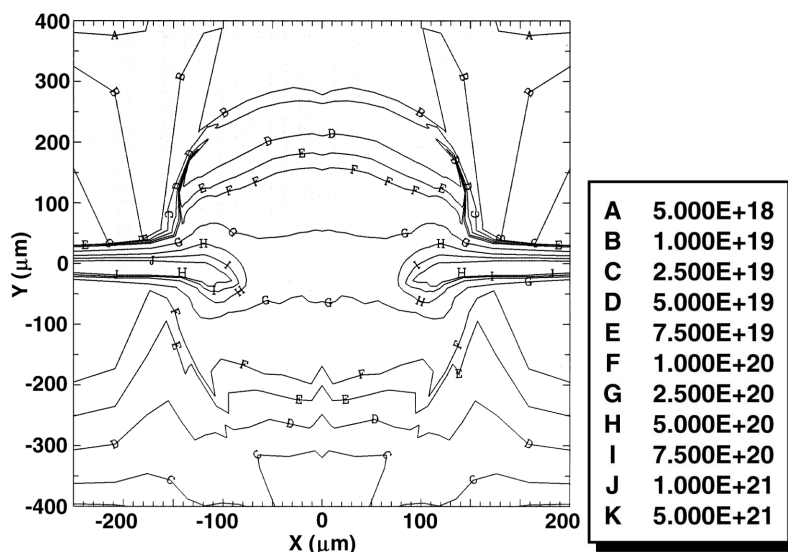 400
300
200
100
0
-100
-200
-300
-400
Y (μm)
-200
-100
0
100
200
X (μm)
A 5.000E+18
B 1.000E+19
C 2.500E+19
D 5.000E+19
E 7.500E+19
F 1.000E+20
G 2.500E+20
H 5.000E+20
I 7.500E+20
J 1.000E+21
K 5.000E+21